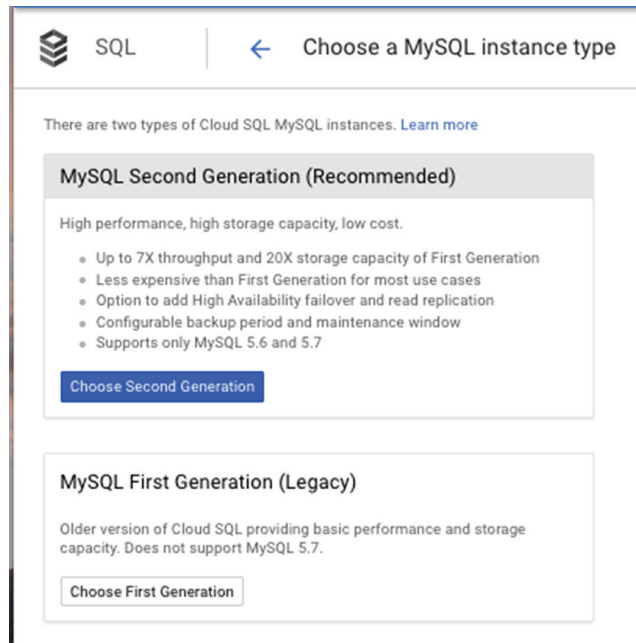 SQL
Choose a MySQL instance type
There are two types of Cloud SQL MySQL instances. Learn more
MySQL Second Generation (Recommended)
High performance, high storage capacity, low cost.
Up to 7X throughput and 20X storage capacity of First Generation
Less expensive than First Generation for most use cases
Option to add High Availability failover and read replication
Configurable backup period and maintenance window
Supports only MySQL 5.6 and 5.7
Choose Second Generation
MySQL First Generation (Legacy)
Older version of Cloud SQL providing basic performance and storage
capacity. Does not support MySQL 5.7.
Choose First Generation